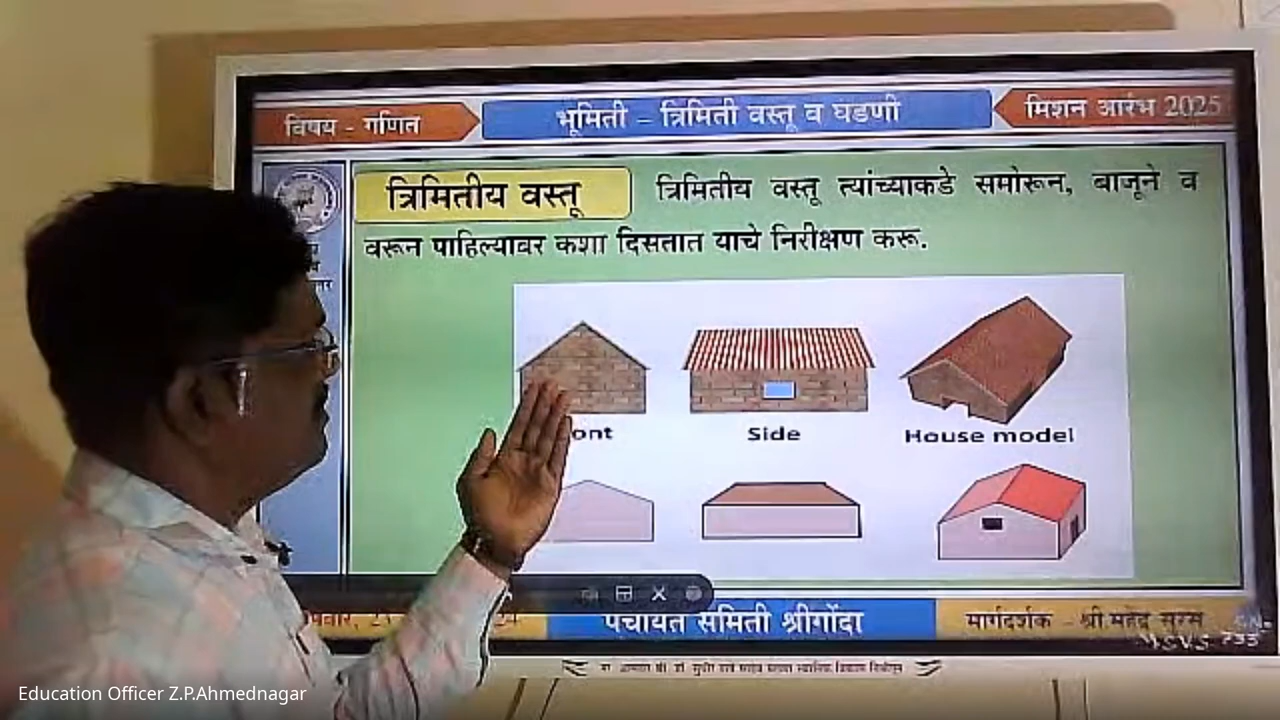 विषय - गणित
भूमिती – त्रिमिती वस्तू व घडणी
मिशन आरंभ 2025
त्रिमितीय वस्तू
त्रिमितीय वस्तू त्यांच्याकडे समोरून, बाजूने व
वरून पाहिल्यावर कशा दिसतात याचे निरीक्षण करू.
Side
House model
पंचायत समिती श्रीगोंदा
मार्गदर्शक - श्री महेंद्र
Education Officer Z.P.Ahmednagar